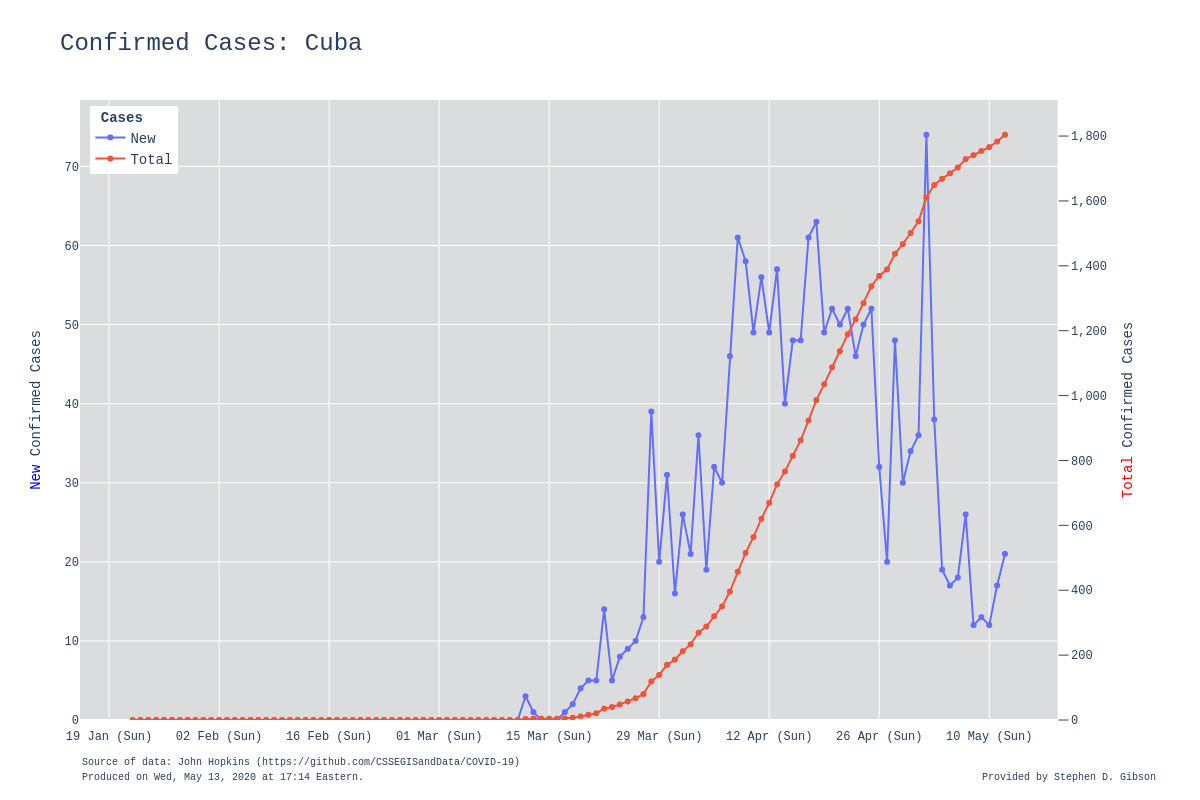 Confirmed Cases: Cuba
Cases
New
Total
70
60
50
40
30
20
10
0
New Confirmed Cases
1,800
1,600
1,400
1,200
1,000
800
600
400
200
0
Total Confirmed Cases
19 Jan (Sun) 02 Feb (Sun) 16 Feb (Sun) 01 Mar (Sun) 15 Mar (Sun) 29 Mar (Sun) 12 Apr (Sun) 26 Apr (Sun) 10 May (Sun)
Source of data: John Hopkins (https://github.com/CSSEGISandData/COVID-19)
Produced on Wed, May 13, 2020 at 17:14 Eastern.
Provided by Stephen D. Gibson